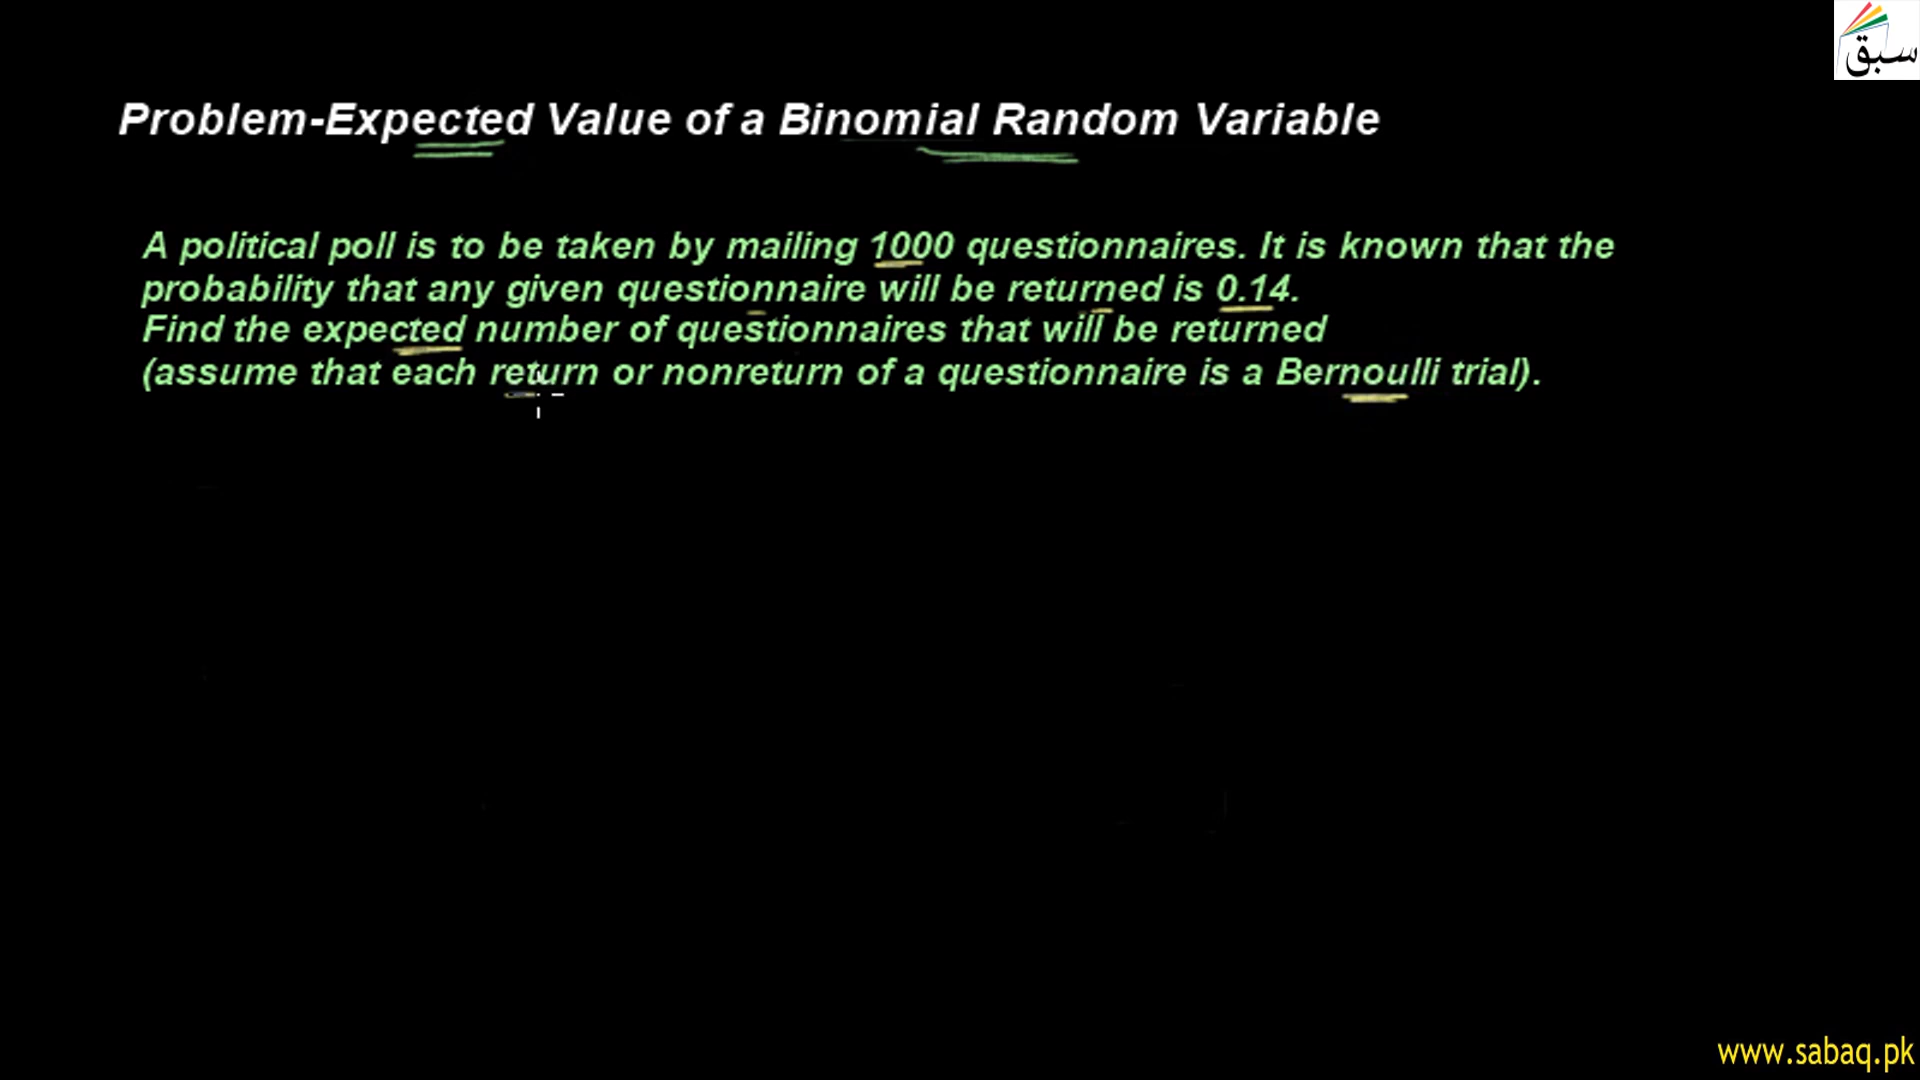 سبق
Problem-Expected Value of a Binomial Random Variable
A political poll is to be taken by mailing 1000 questionnaires. It is known that the
probability that any given questionnaire will be returned is 0.14.
Find the expected number of questionnaires that will be returned
(assume that each return or nonreturn of a questionnaire is a Bernoulli trial).
www.sabaq.pk